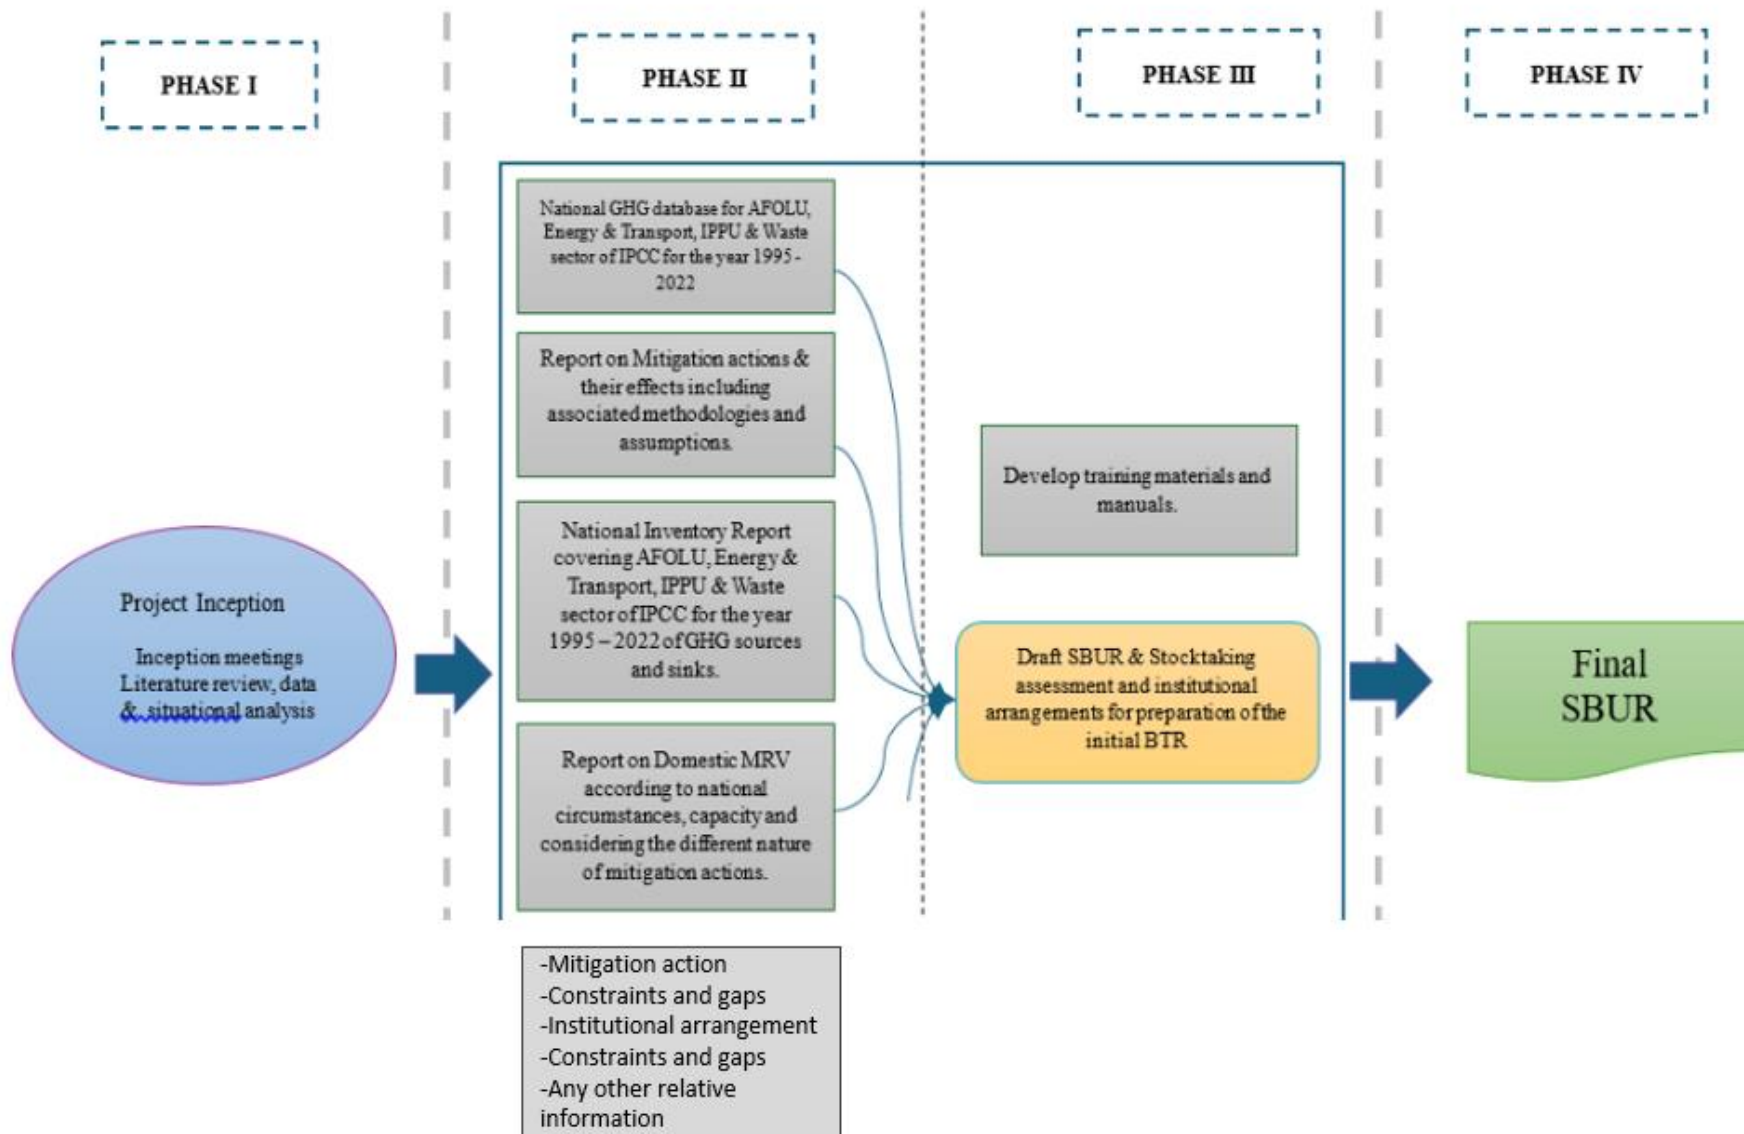 PHASE I
PHASE II
PHASE III
PHASE IV
Project Inception
Inception meetings
Literature review, data
& situational analysis
National GHG database for AFOLU,
Energy & Transport, IPPU & Waste
sector of IPCC for the year 1995 -
2022
Report on Mitigation actions &
their effects including
associated methodologies and
assumptions.
National Inventory Report
covering AFOLU, Energy &
Transport, IPPU & Waste
sector of IPCC for the year
1995 – 2022 of GHG sources
and sinks.
Report on Domestic MRV
according to national
circumstances, capacity and
considering the different nature
of mitigation actions.
-Mitigation action
-Constraints and gaps
-Institutional arrangement
-Constraints and gaps
-Any other relative
information
Develop training materials and
manuals.
Draft SBUR & Stocktaking
assessment and institutional
arrangements for preparation of the
initial BTR
Final
SBUR